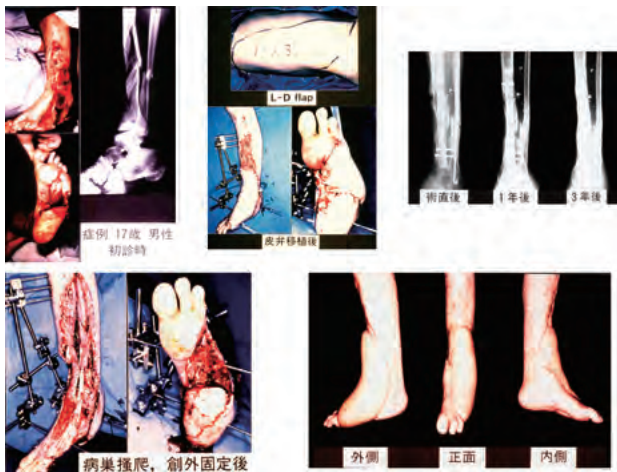 症例 17歳 男性
初診時
L-D flap
皮弁移植後
術直後
1年後
3年後
病巣掻爬，創外固定後
外側
正面
内側